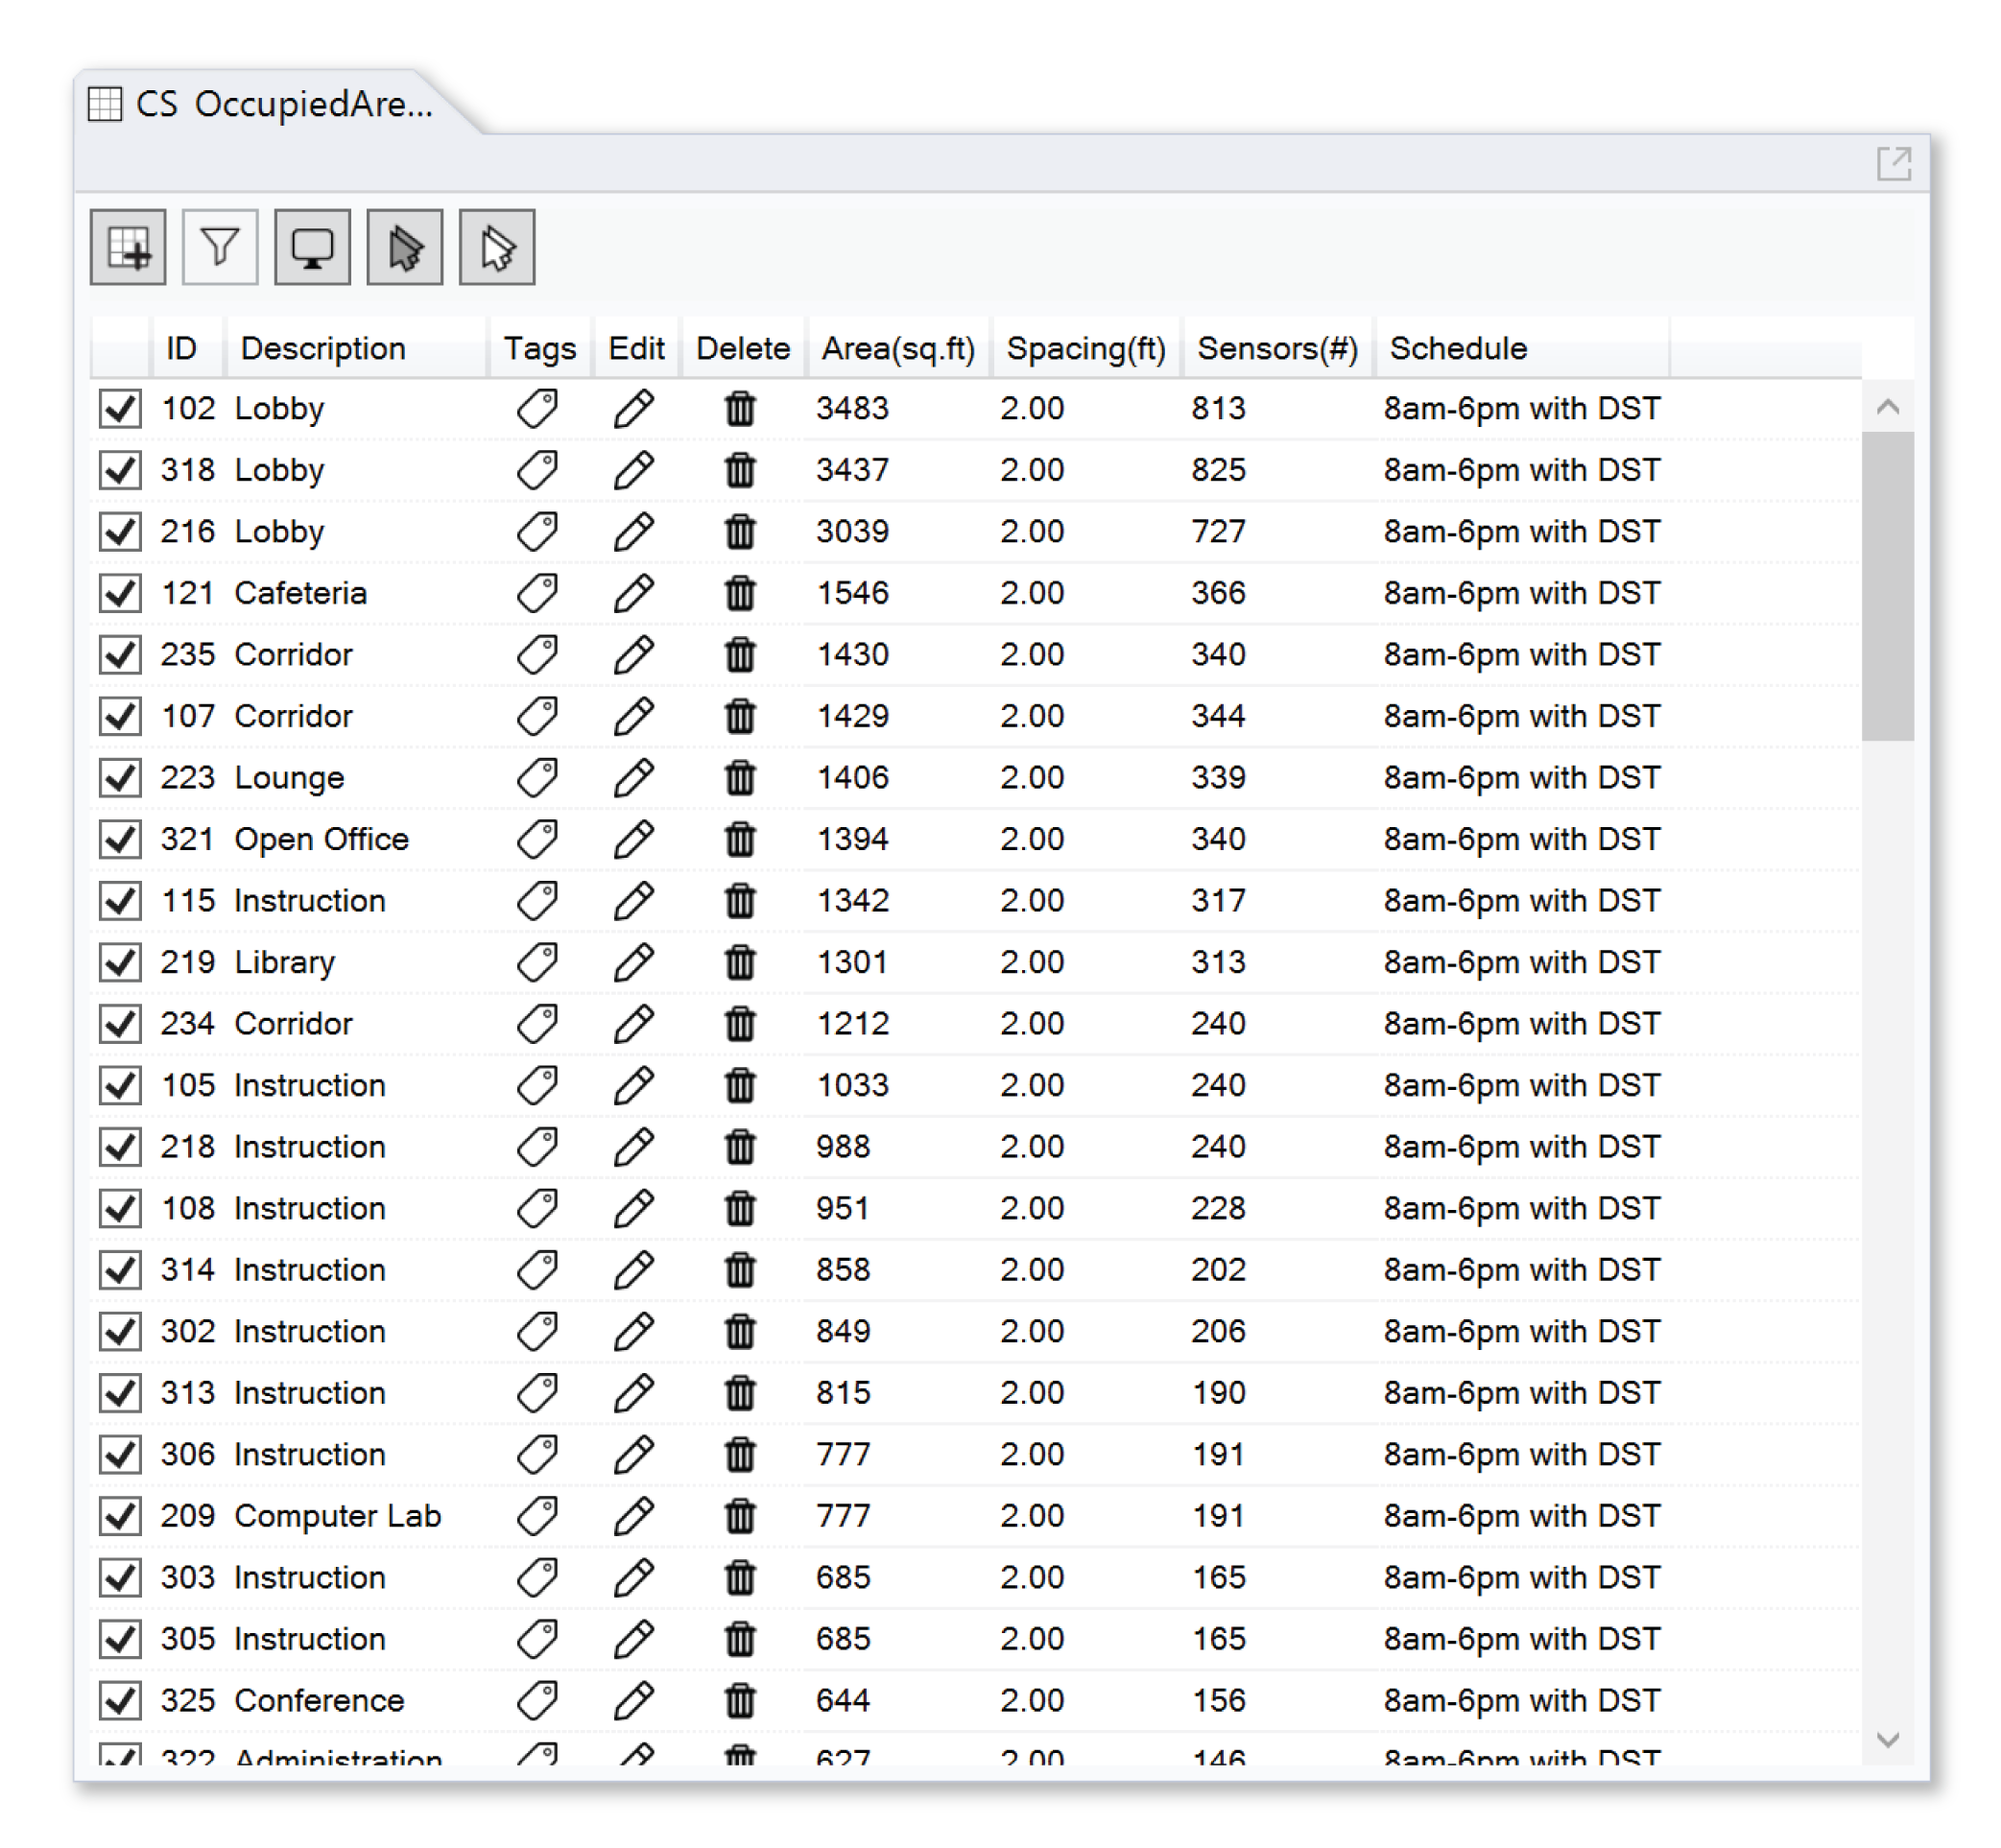 CS OccupiedAre...
ID Description Tags Edit Delete Area(sq.ft) Spacing(ft) Sensors(#) Schedule
102 Lobby 3483 2.00 813 8am-6pm with DST
318 Lobby 3437 2.00 825 8am-6pm with DST
216 Lobby 3039 2.00 727 8am-6pm with DST
121 Cafeteria 1546 2.00 366 8am-6pm with DST
235 Corridor 1430 2.00 340 8am-6pm with DST
107 Corridor 1429 2.00 344 8am-6pm with DST
223 Lounge 1406 2.00 339 8am-6pm with DST
321 Open Office 1394 2.00 340 8am-6pm with DST
115 Instruction 1342 2.00 317 8am-6pm with DST
219 Library 1301 2.00 313 8am-6pm with DST
234 Corridor 1212 2.00 240 8am-6pm with DST
105 Instruction 1033 2.00 240 8am-6pm with DST
218 Instruction 988 2.00 240 8am-6pm with DST
108 Instruction 951 2.00 228 8am-6pm with DST
314 Instruction 858 2.00 202 8am-6pm with DST
302 Instruction 849 2.00 206 8am-6pm with DST
313 Instruction 815 2.00 190 8am-6pm with DST
306 Instruction 777 2.00 191 8am-6pm with DST
209 Computer Lab 777 2.00 191 8am-6pm with DST
303 Instruction 685 2.00 165 8am-6pm with DST
305 Instruction 685 2.00 165 8am-6pm with DST
325 Conference 644 2.00 156 8am-6pm with DST
322 Administration 627 2.00 146 8am-6pm with DST